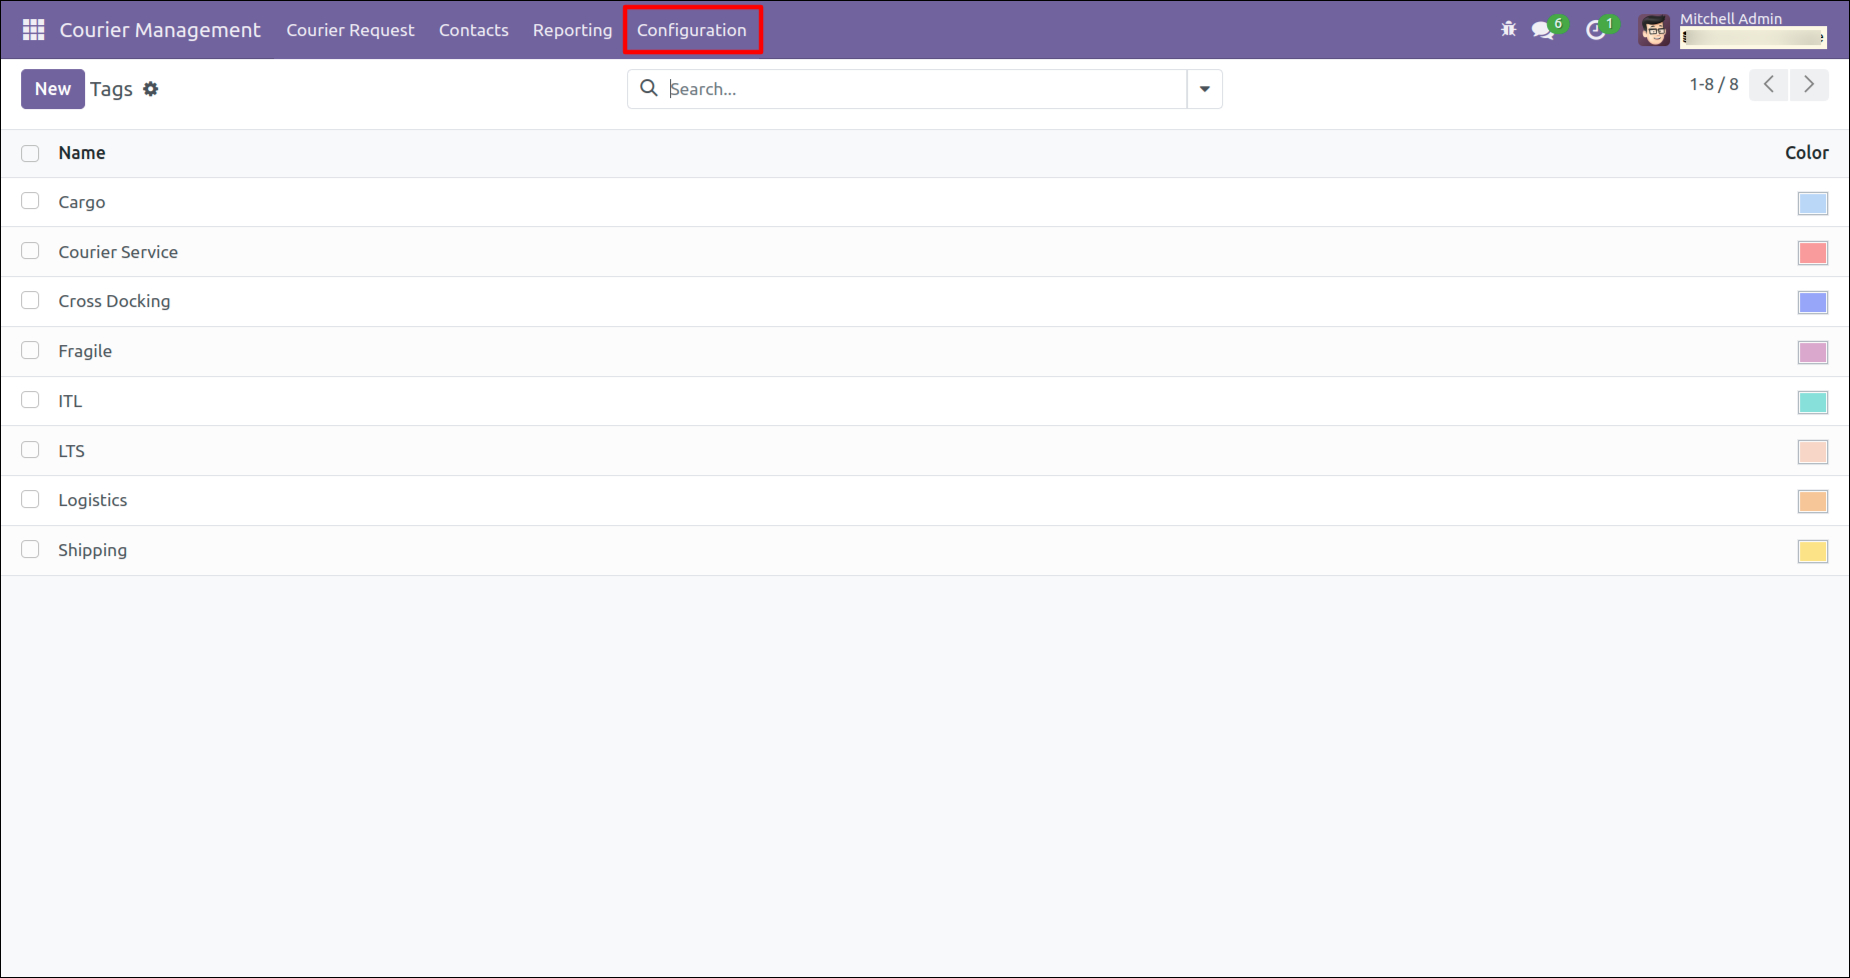 Courier Management Courier Request Contacts Reporting Configuration 6 1 Mitchell Admin
New Tags Search... 1-8 / 8
Name Color
Cargo
Courier Service
Cross Docking
Fragile
ITL
LTS
Logistics
Shipping